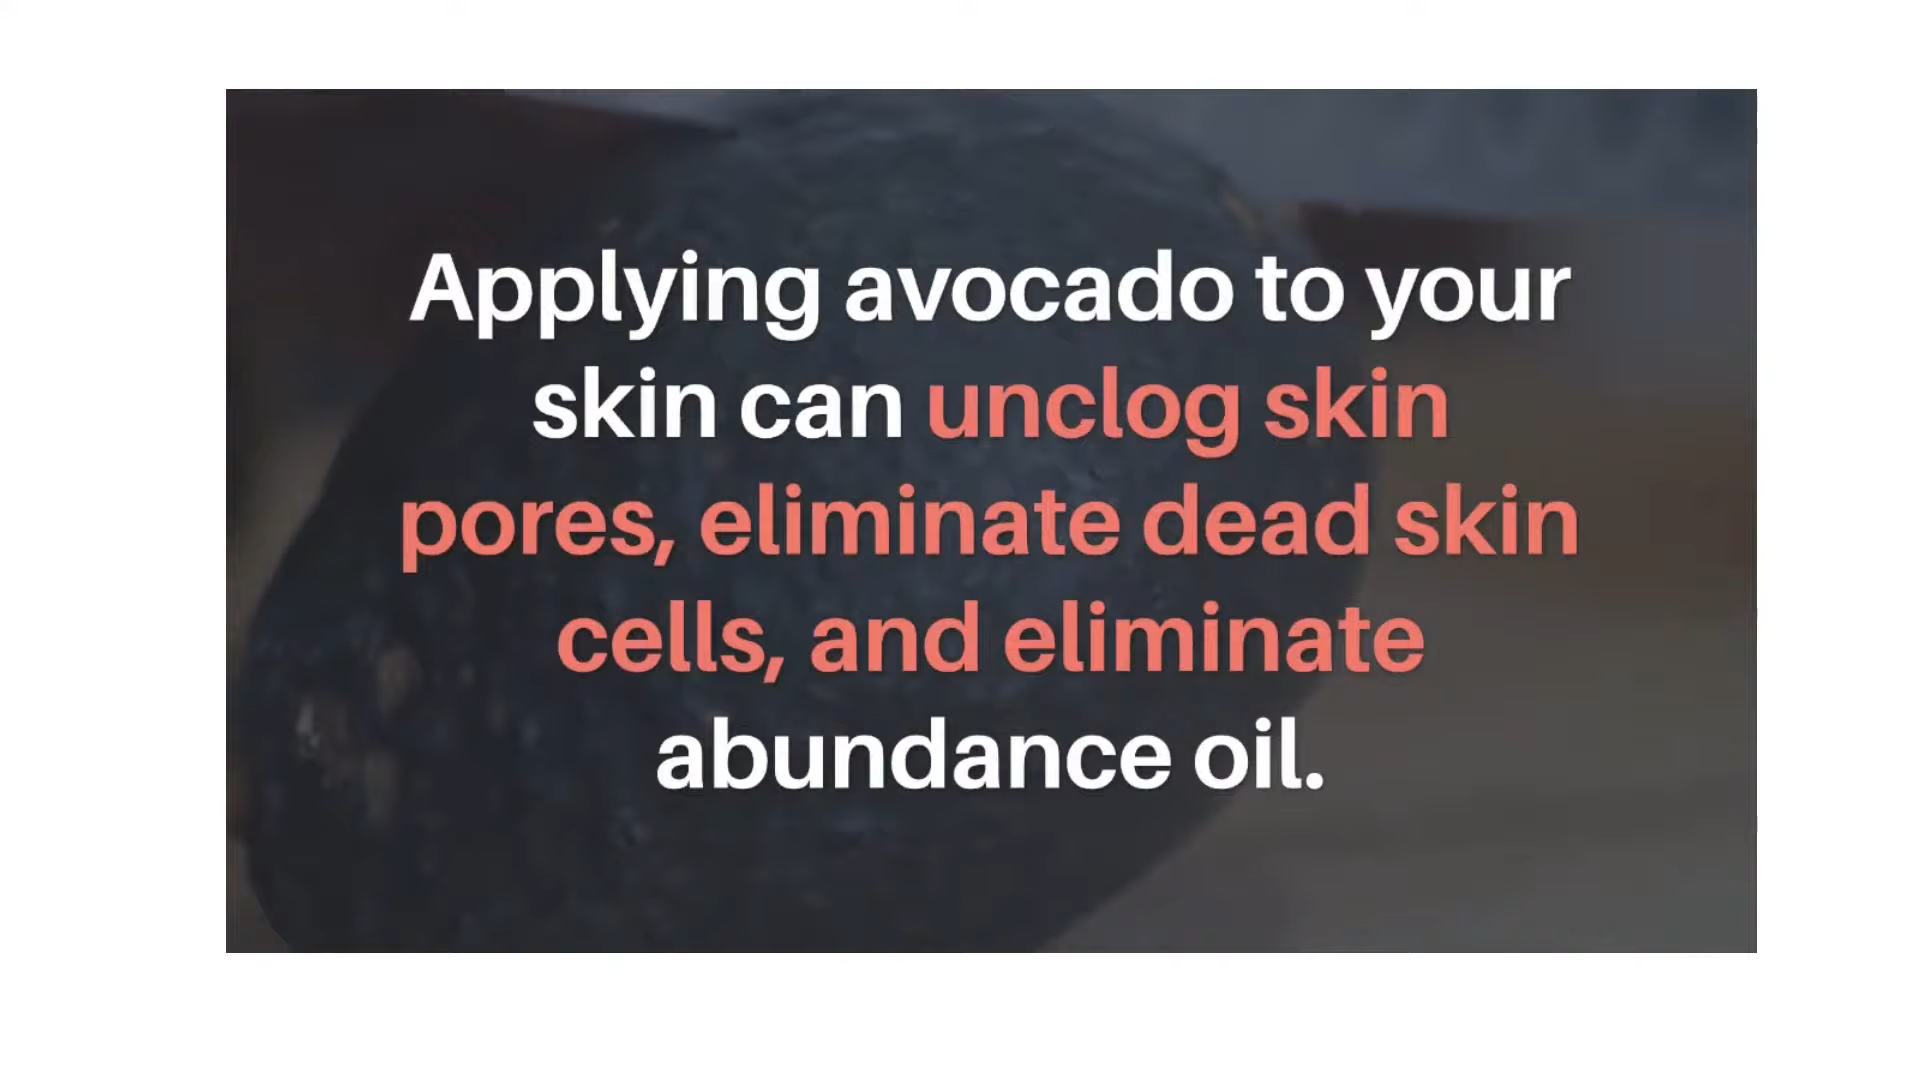 Applying avocado to your
skin can unclog skin
pores, eliminate dead skin
cells, and eliminate
abundance oil.